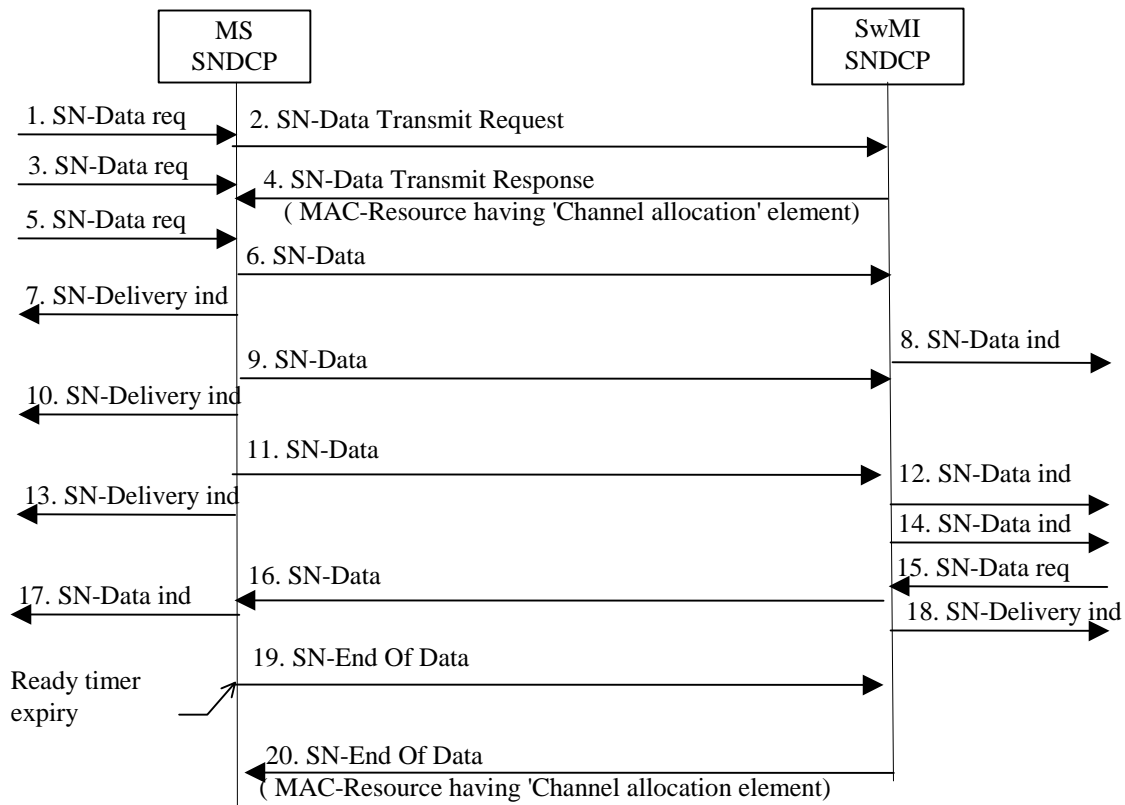 MS
SNDCP
SwMI
SNDCP
1. SN-Data req
2. SN-Data Transmit Request
3. SN-Data req
4. SN-Data Transmit Response
( MAC-Resource having 'Channel allocation' element)
5. SN-Data req
6. SN-Data
7. SN-Delivery ind
8. SN-Data ind
9. SN-Data
10. SN-Delivery ind
11. SN-Data
12. SN-Data ind
13. SN-Delivery ind
14. SN-Data ind
15. SN-Data req
16. SN-Data
17. SN-Data ind
18. SN-Delivery ind
19. SN-End Of Data
Ready timer
expiry
20. SN-End Of Data
( MAC-Resource having 'Channel allocation element)